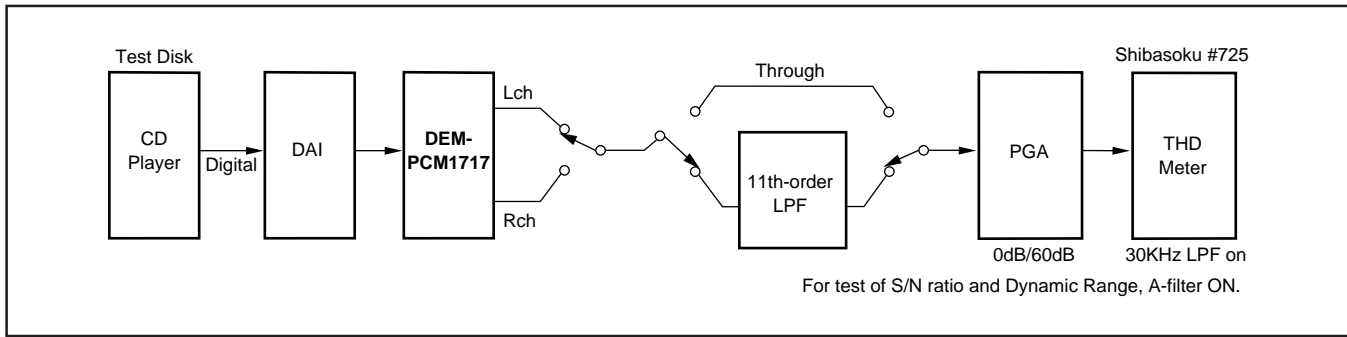 Test Disk
CD
Player
Digital
DAI
DEM-
PCM1717
Lch
Rch
Through
11th-order
LPF
PGA
0dB/60dB
Shibasoku #725
THD
Meter
30KHz LPF on
For test of S/N ratio and Dynamic Range, A-filter ON.